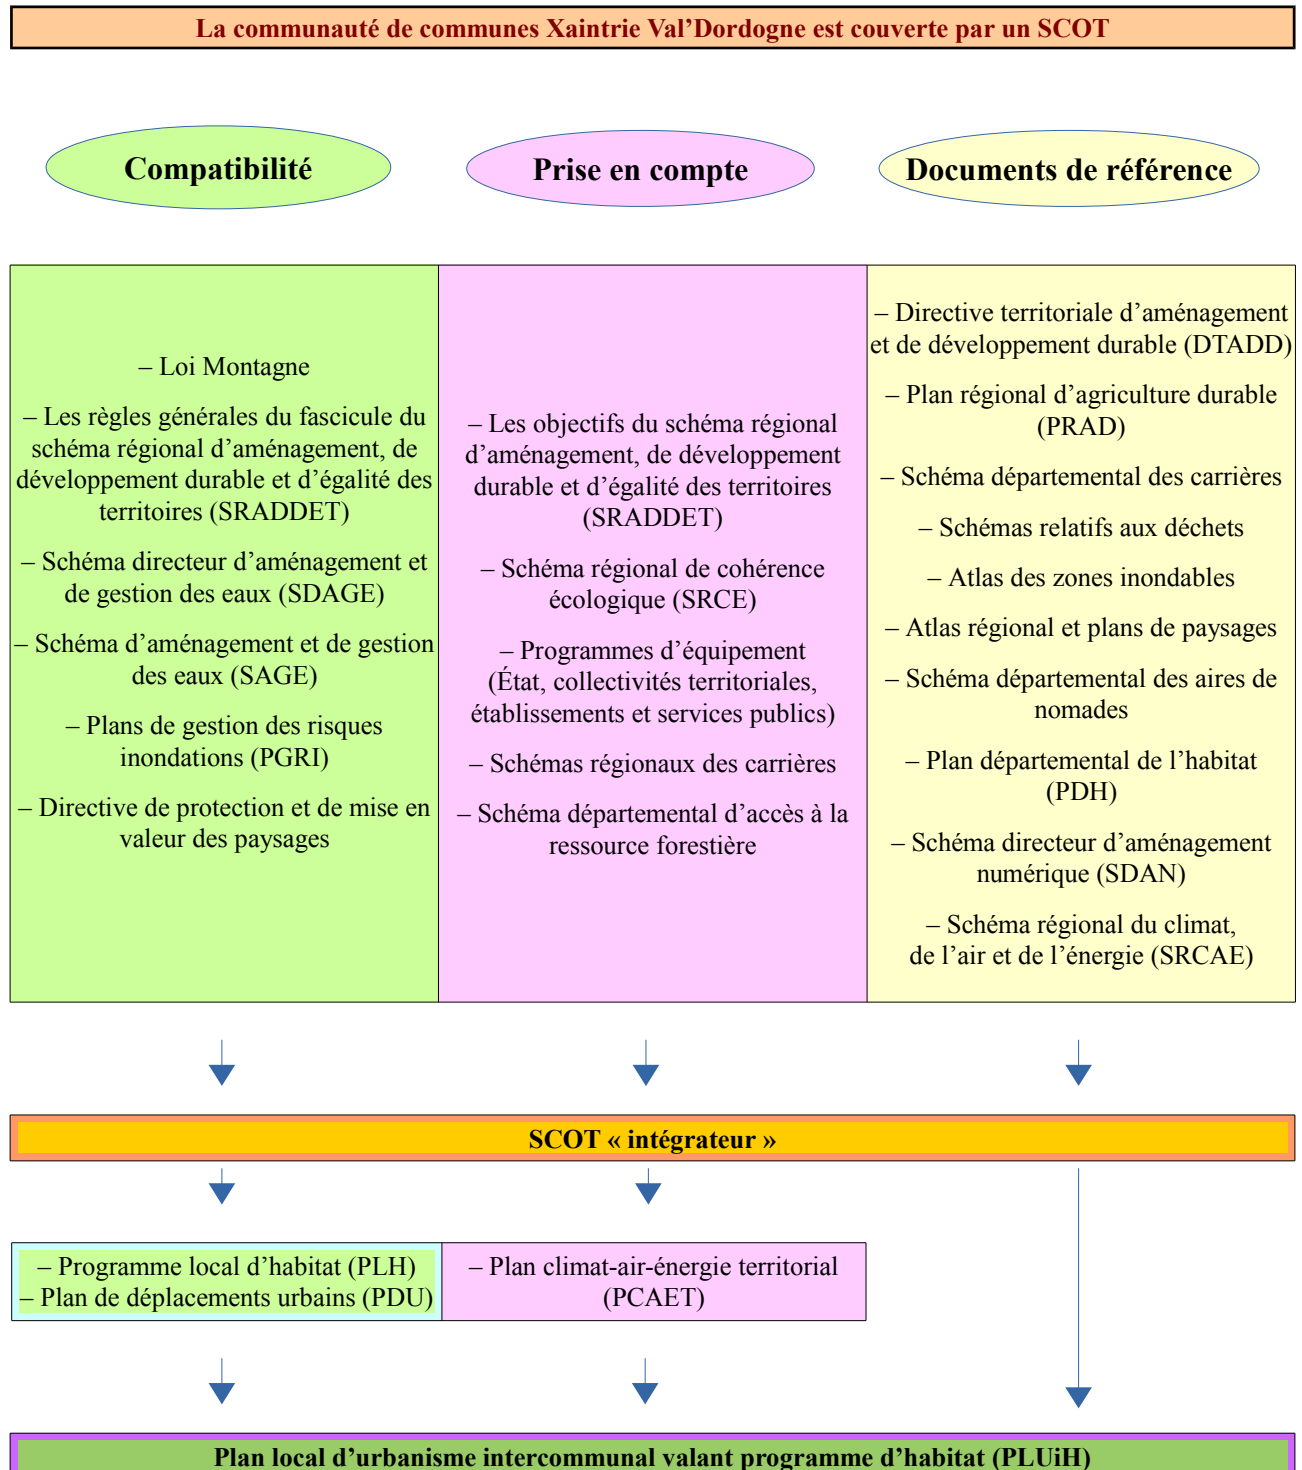 La communauté de communes Xaintrie Val’Dordogne est couverte par un SCOT
Compatibilité
Prise en compte
Documents de référence
– Loi Montagne
– Les règles générales du fascicule du
schéma régional d’aménagement, de
développement durable et d’égalité des
territoires (SRADDET)
– Schéma directeur d’aménagement et
de gestion des eaux (SDAGE)
– Schéma d’aménagement et de gestion
des eaux (SAGE)
– Plans de gestion des risques
inondations (PGRI)
– Directive de protection et de mise en
valeur des paysages
– Les objectifs du schéma régional
d’aménagement, de développement
durable et d’égalité des territoires
(SRADDET)
– Schéma régional de cohérence
écologique (SRCE)
– Programmes d’équipement
(État, collectivités territoriales,
établissements et services publics)
– Schémas régionaux des carrières
– Schéma départemental d’accès à la
ressource forestière
– Directive territoriale d’aménagement
et de développement durable (DTADD)
– Plan régional d’agriculture durable
(PRAD)
– Schéma départemental des carrières
– Schémas relatifs aux déchets
– Atlas des zones inondables
– Atlas régional et plans de paysages
– Schéma départemental des aires de
nomades
– Plan départemental de l’habitat
(PDH)
– Schéma directeur d’aménagement
numérique (SDAN)
– Schéma régional du climat,
de l’air et de l’énergie (SRCAE)
SCOT « intégrateur »
– Programme local d’habitat (PLH)
– Plan de déplacements urbains (PDU)
– Plan climat-air-énergie territorial
(PCAET)
Plan local d’urbanisme intercommunal valant programme d’habitat (PLUiH)